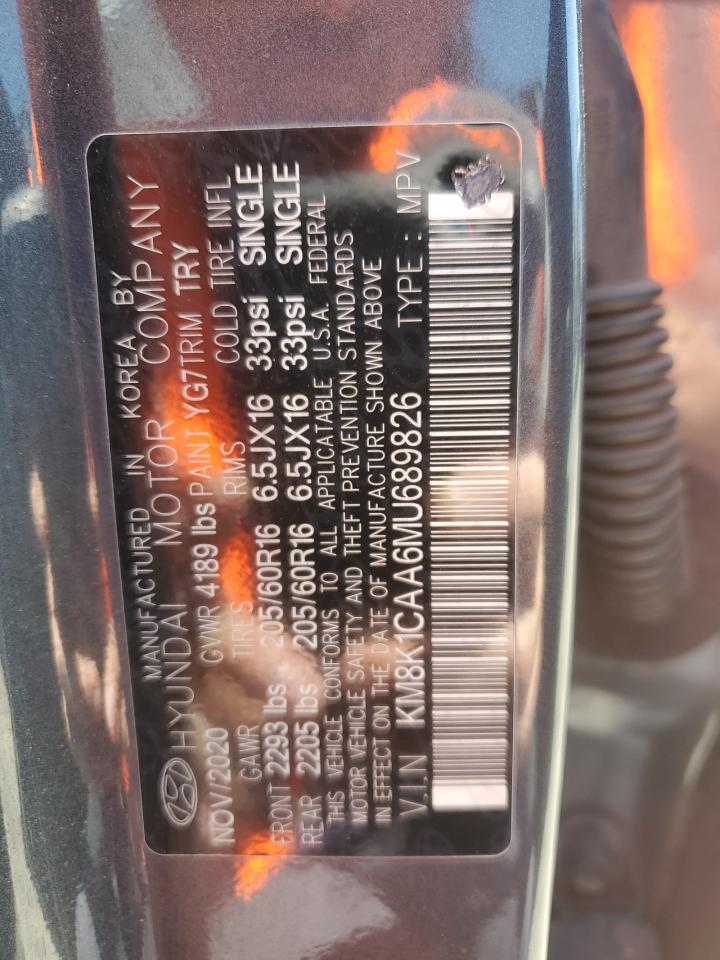 MANUFACTURED IN KOREA BY
HYUNDAI MOTOR COMPANY
NOV/2020 GVWR 4189 lbs PAINT YG7 TRIM TRY
GAWR TIRES RIMS COLD TIRE INFL
FRONT 2293 lbs 205/60R16 6.5JX16 33psi SINGLE
REAR 2205 lbs 205/60R16 6.5JX16 33psi SINGLE
THIS VEHICLE CONFORMS TO ALL APPLICATABLE U.S.A. FEDERAL
MOTOR VEHICLE SAFETY AND THEFT PREVENTION STANDARDS
IN EFFECT ON THE DATE OF MANUFACTURE SHOWN ABOVE
V.I.N KM8K1CAA6MU689826 TYPE : MPV